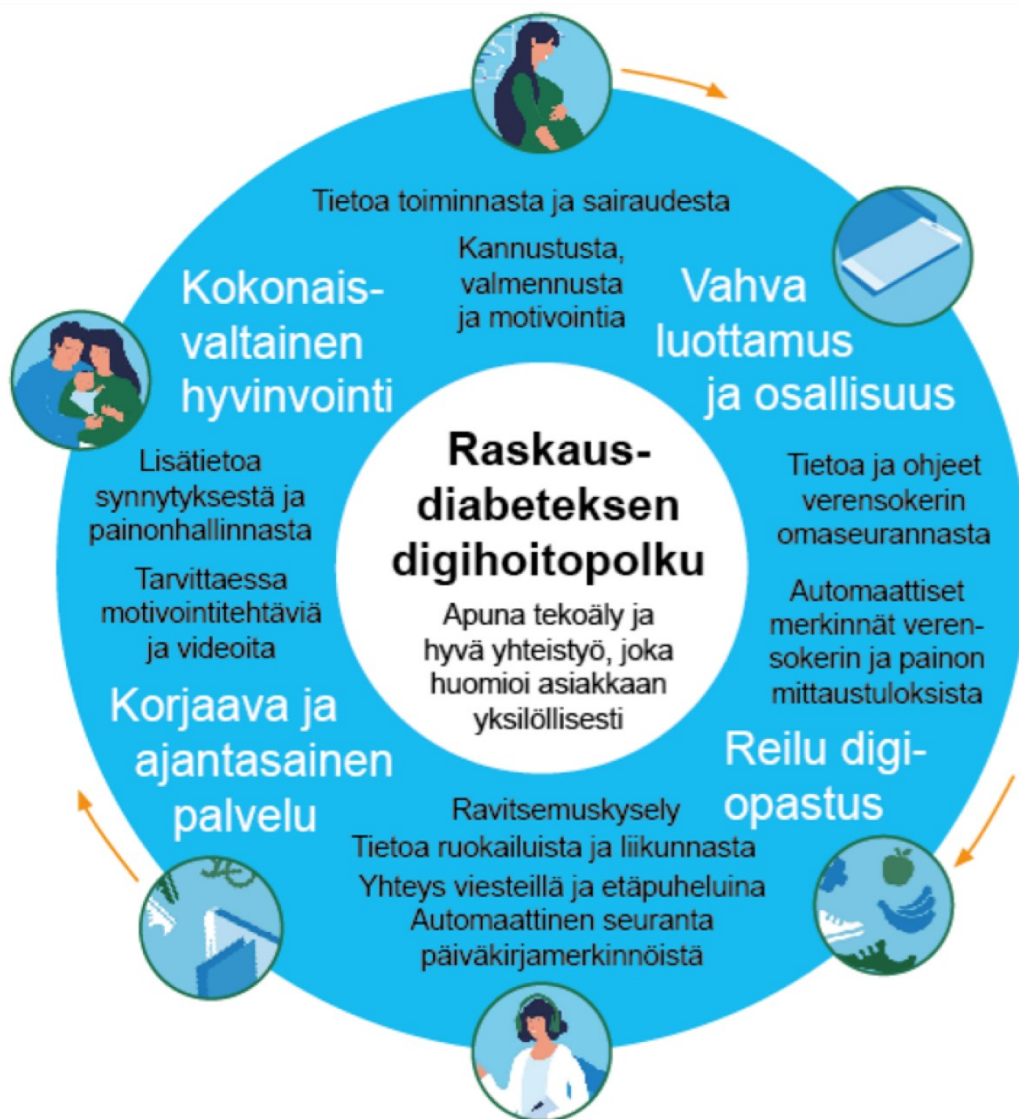 Tietoa toiminnasta ja sairaudesta
Kannustusta,
valmennusta
ja motivointia
Vahva
luottamus
ja osallisuus
Tietoa ja ohjeet
verensokerin
omaseurannasta
Automaattiset
merkinnät veren-
sokerin ja painon
mittaustuloksista
Reilu digi-
opastus
Ravitsemuskysely
Tietoa ruokailuista ja liikunnasta
Yhteys viesteillä ja etäpuheluina
Automaattinen seuranta
päiväkirjamerkinnöistä
Korjaava ja
ajantasainen
palvelu
Lisätietoa
synnytyksestä ja
painonhallinnasta
Tarvittaessa
motivointitehtäviä
ja videoita
Kokonais-
valtainen
hyvinvointi
Raskaus-
diabeteksen
digihoitopolku
Apuna tekoäly ja
hyvä yhteistyö, joka
huomioi asiakkaan
yksilöllisesti